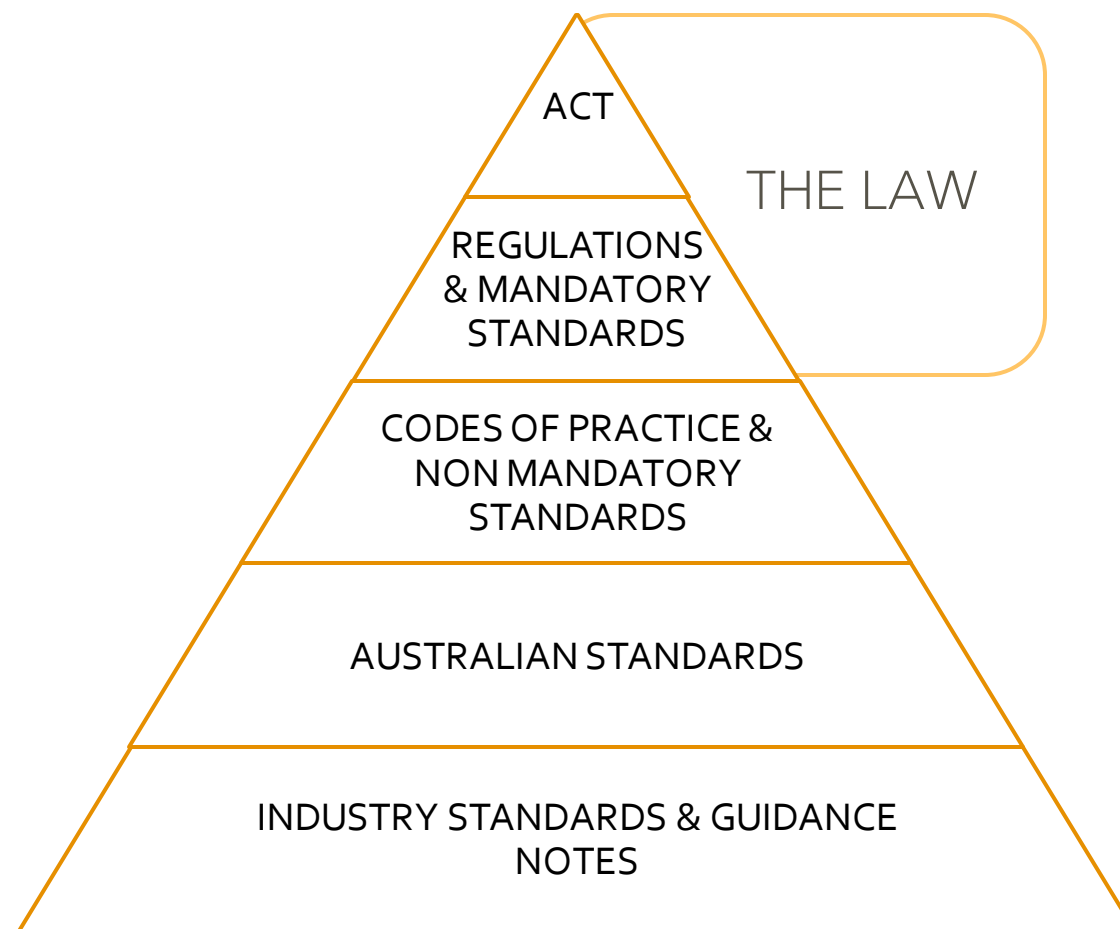 ACT
THE LAW
REGULATIONS
& MANDATORY
STANDARDS
CODES OF PRACTICE &
NON MANDATORY
STANDARDS
AUSTRALIAN STANDARDS
INDUSTRY STANDARDS & GUIDANCE
NOTES